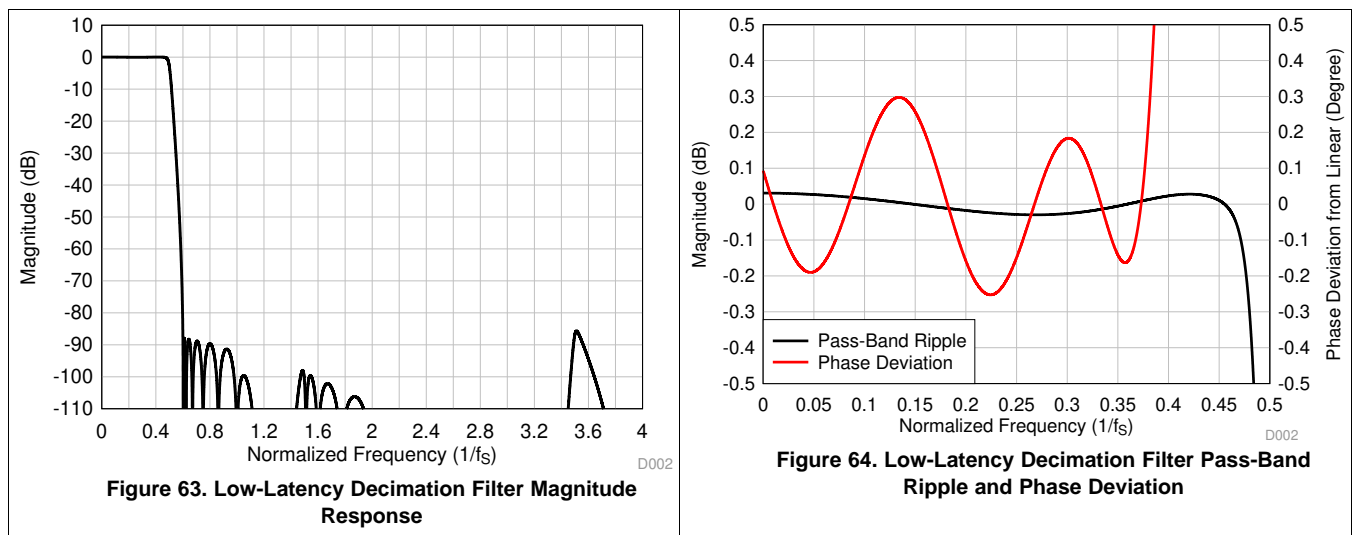 10
0
-10
-20
-30
-40
-50
-60
-70
-80
-90
-100
-110
Magnitude (dB)
0 0.4 0.8 1.2 1.6 2 2.4 2.8 3.2 3.6 4
Normalized Frequency (1/fS)
D002
Figure 63. Low-Latency Decimation Filter Magnitude
Response
0.5
0.4
0.3
0.2
0.1
0
-0.1
-0.2
-0.3
-0.4
-0.5
Magnitude (dB)
Pass-Band Ripple
Phase Deviation
0.5
0.4
0.3
0.2
0.1
0
-0.1
-0.2
-0.3
-0.4
-0.5
Phase Deviation from Linear (Degree)
0 0.05 0.1 0.15 0.2 0.25 0.3 0.35 0.4 0.45 0.5
Normalized Frequency (1/fS)
D002
Figure 64. Low-Latency Decimation Filter Pass-Band
Ripple and Phase Deviation